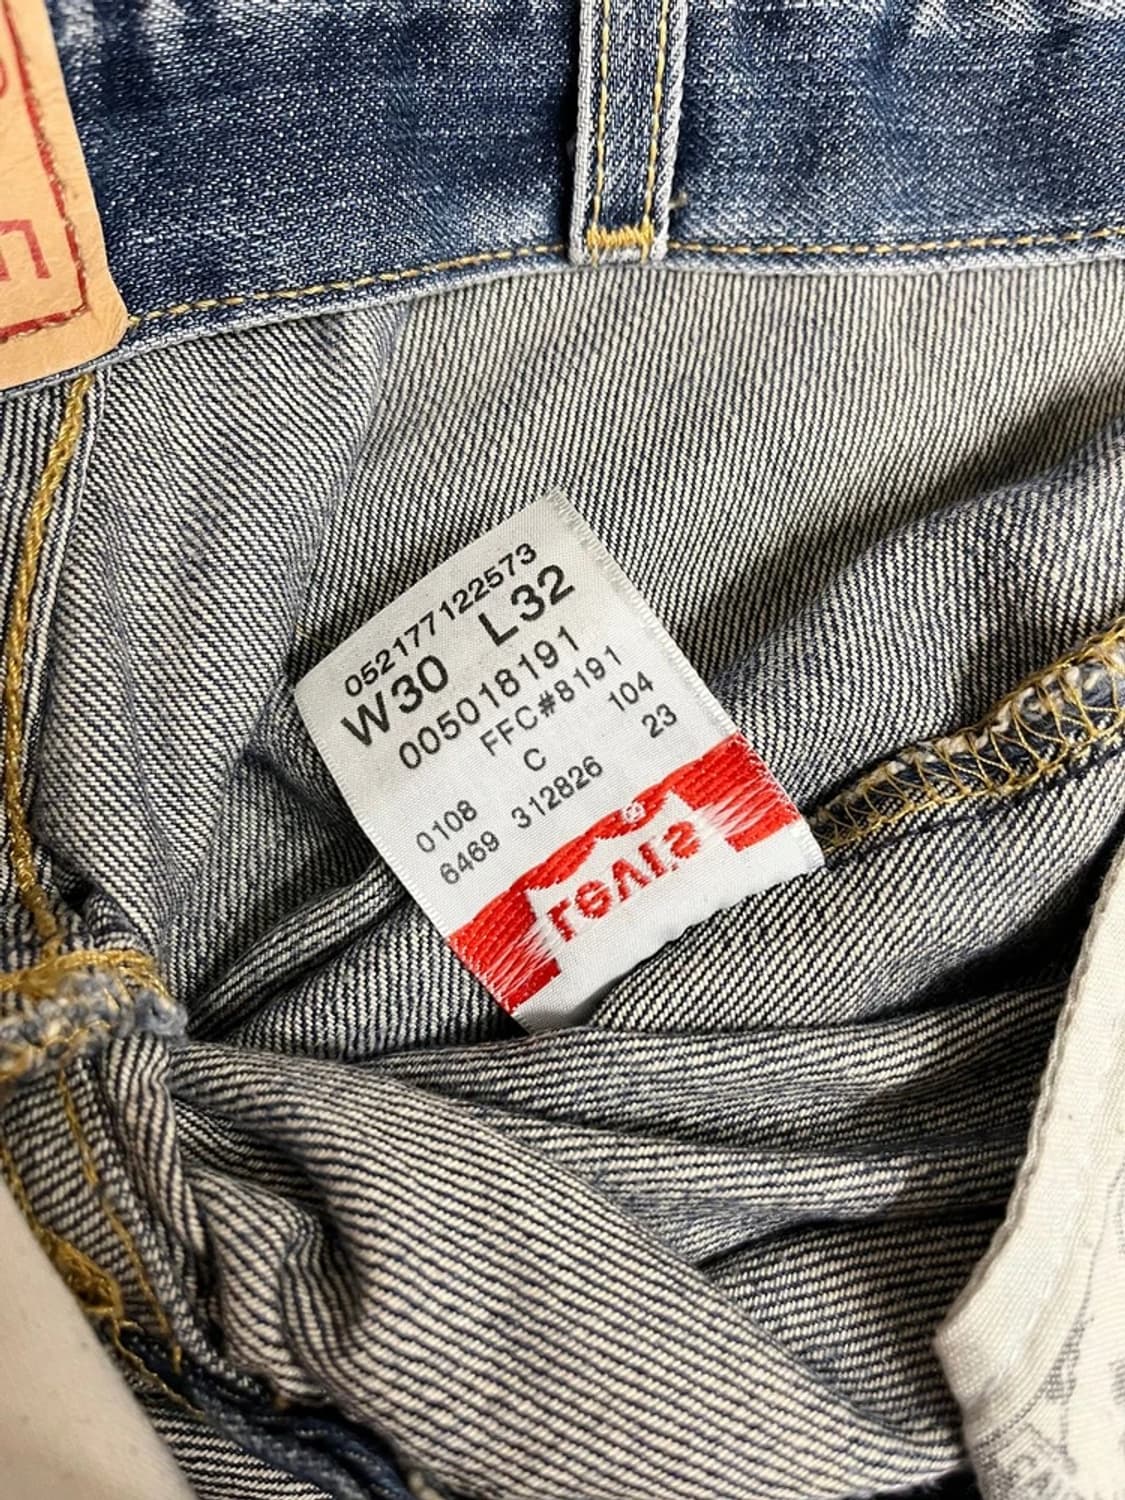 052177122573
W30 L32
005018191
FFC#8191
C 104
0108 23
6469 312826
Levi's
®